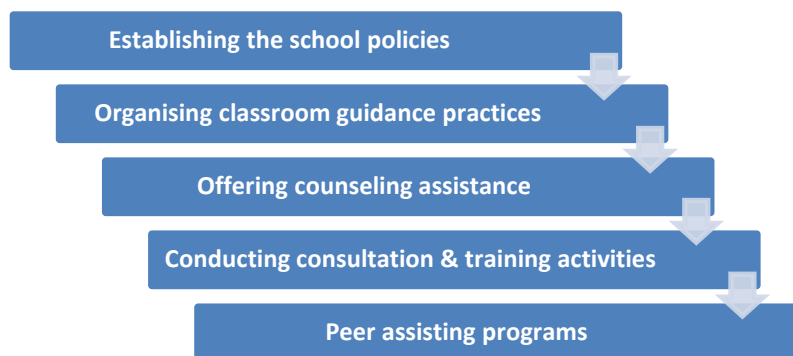 Establishing the school policies
Organising classroom guidance practices
Offering counseling assistance
Conducting consultation & training activities
Peer assisting programs